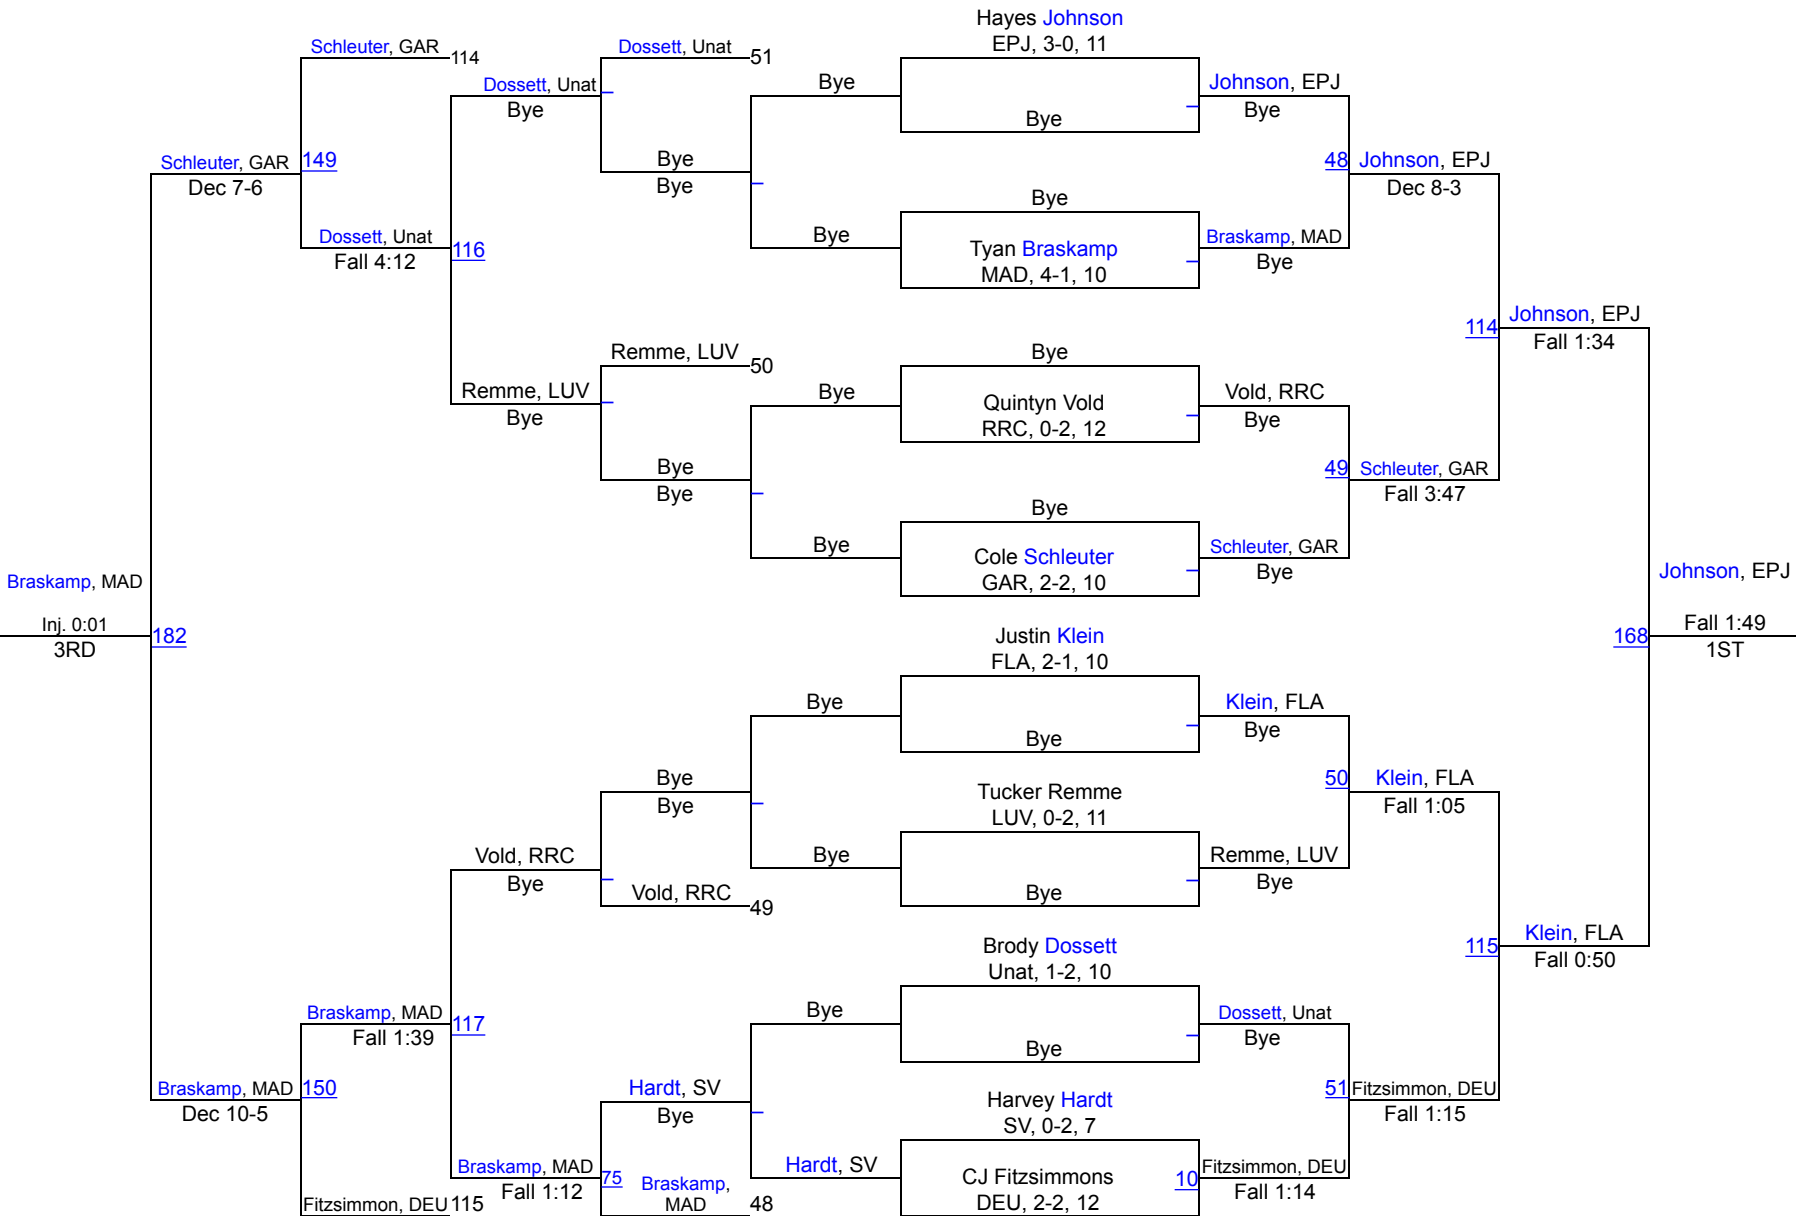 Hayes Johnson
EPJ, 3-0, 11
Schleuter, GAR 114
Dossett, Unat 51
Dossett, Unat
Bye
Bye
Bye
Johnson, EPJ
Bye
Schleuter, GAR 149
Dec 7-6
Bye
Bye
48 Johnson, EPJ
Dec 8-3
Bye
Tyan Braskamp
MAD, 4-1, 10
Bye
Braskamp, MAD
Bye
Dossett, Unat 116
Fall 4:12
114 Johnson, EPJ
Fall 1:34
Remme, LUV 50
Remme, LUV
Bye
Bye
Bye
Quintyn Vold
RRC, 0-2, 12
Vold, RRC
Bye
Bye
Bye
49 Schleuter, GAR
Fall 3:47
Bye
Cole Schleuter
GAR, 2-2, 10
Bye
Schleuter, GAR
Bye
Braskamp, MAD
Inj. 0:01
3RD
182
Johnson, EPJ
168 Fall 1:49
1ST
Justin Klein
FLA, 2-1, 10
Bye
Bye
Klein, FLA
Bye
Bye
Bye
Tucker Remme
LUV, 0-2, 11
50 Klein, FLA
Fall 1:05
Vold, RRC
Bye
Bye
Bye
Remme, LUV
Bye
Vold, RRC 49
Brody Dossett
Unat, 1-2, 10
115 Klein, FLA
Fall 0:50
Braskamp, MAD 117
Fall 1:39
Bye
Bye
Dossett, Unat
Bye
Braskamp, MAD 150
Dec 10-5
Hardt, SV
Bye
Harvey Hardt
SV, 0-2, 7
51 Fitzsimmon, DEU
Fall 1:15
Braskamp, MAD 75
Fall 1:12
Hardt, SV
CJ Fitzsimmons
DEU, 2-2, 12
10 Fitzsimmon, DEU
Fall 1:14
Fitzsimmon, DEU 115
Braskamp,
MAD 48